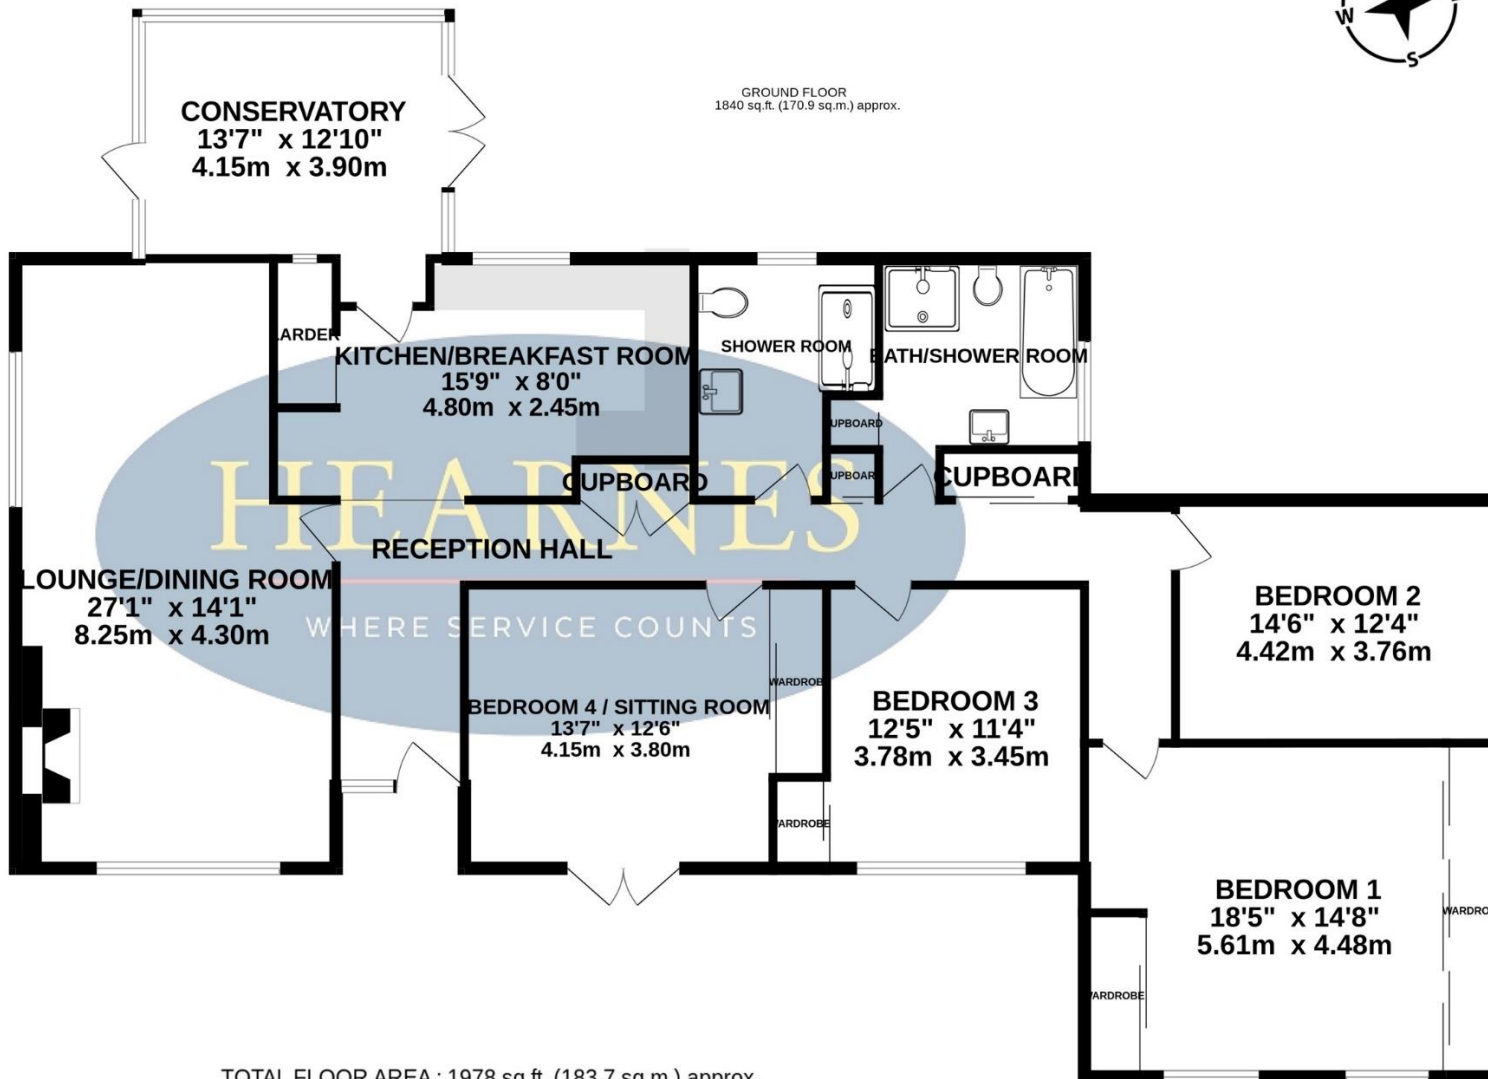 W
S
GROUND FLOOR
1840 sq.ft. (170.9 sq.m.) approx.
CONSERVATORY
13'7" x 12'10"
4.15m x 3.90m
ARDER
KITCHEN/BREAKFAST ROOM
15'9" x 8'0"
4.80m x 2.45m
SHOWER ROOM
BATH/SHOWER ROOM
UPBOARD
UPBOARD
CUPBOARD
CUPBOARD
HEARNES
RECEPTION HALL
WHERE SERVICE COUNTS
LOUNGE/DINING ROOM
27'1" x 14'1"
8.25m x 4.30m
BEDROOM 2
14'6" x 12'4"
4.42m x 3.76m
WARDROBE
BEDROOM 4 / SITTING ROOM
13'7" x 12'6"
4.15m x 3.80m
BEDROOM 3
12'5" x 11'4"
3.78m x 3.45m
WARDROBE
BEDROOM 1
18'5" x 14'8"
5.61m x 4.48m
WARDRO
WARDROBE
TOTAL FLOOR AREA : 1978 sq.ft. (183.7 sq.m.) approx.